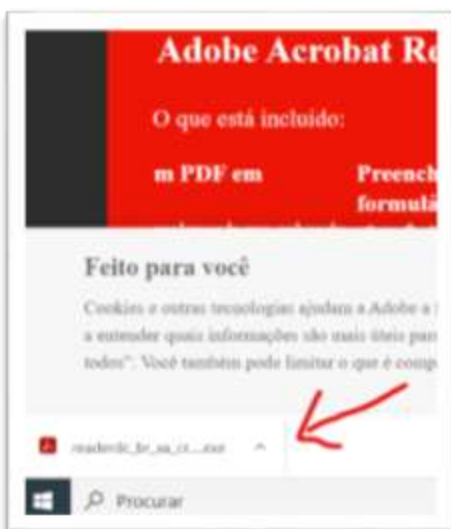 Adobe Acrobat Re
O que está incluído:
m PDF em
Preench
formulá
Feito para você
Cookies e outras tecnologias ajudam a Adobe a
a entender quais informações são mais úteis par
todos". Você também pode limitar o que é comp
Procurar